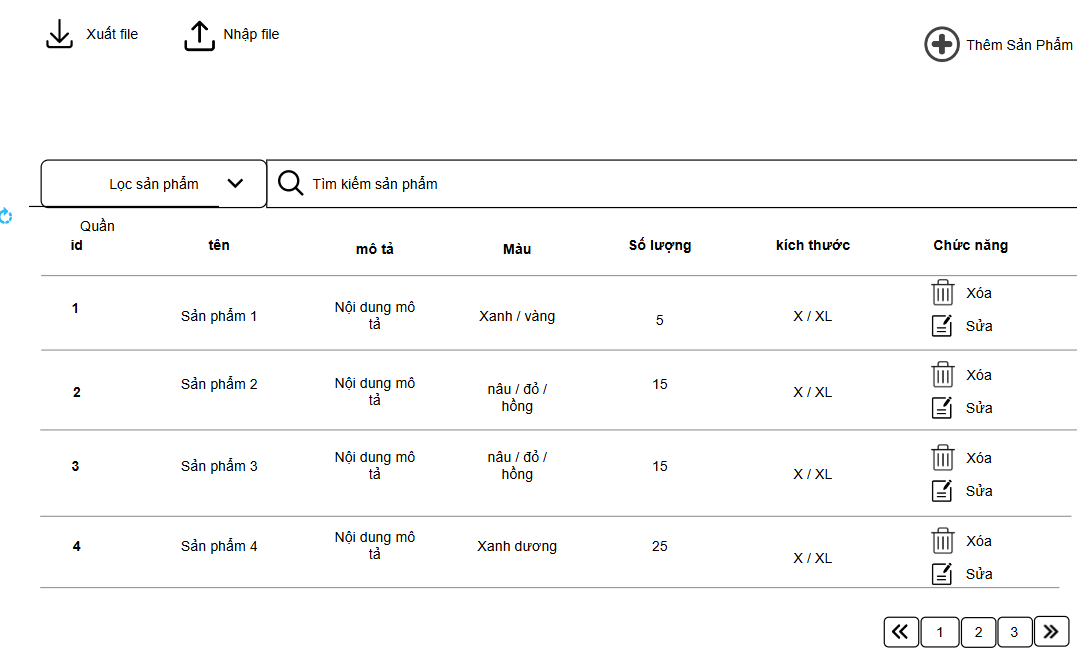 Xuất file
Nhập file
Thêm Sản Phẩm
Lọc sản phẩm
Tìm kiếm sản phẩm
Quần
id
tên
mô tả
Màu
Số lượng
kích thước
Chức năng
1
Sản phẩm 1
Nội dung mô
tả
Xanh / vàng
5
X / XL
Xóa
Sửa
2
Sản phẩm 2
Nội dung mô
tả
nâu / đỏ /
hồng
15
X / XL
Xóa
Sửa
3
Sản phẩm 3
Nội dung mô
tả
nâu / đỏ /
hồng
15
X / XL
Xóa
Sửa
4
Sản phẩm 4
Nội dung mô
tả
Xanh dương
25
X / XL
Xóa
Sửa
1
2
3